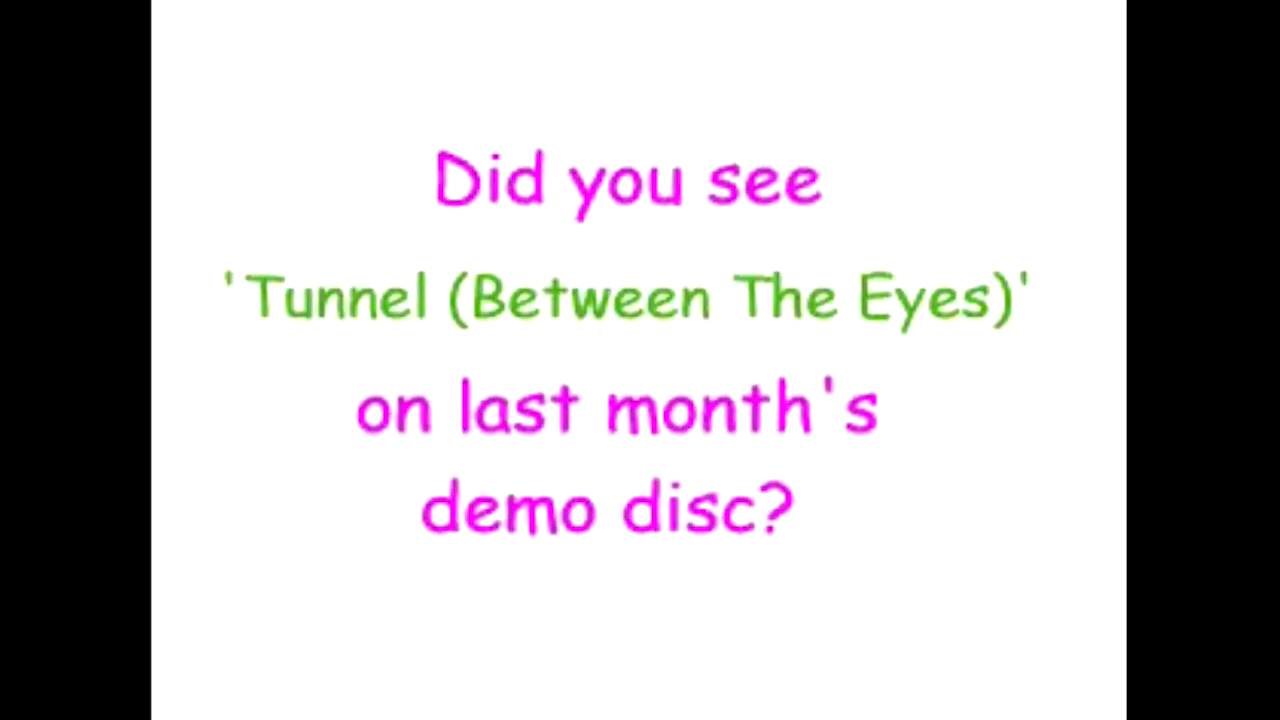 Did you see
'Tunnel (Between The Eyes)'
on last month's
demo disc?